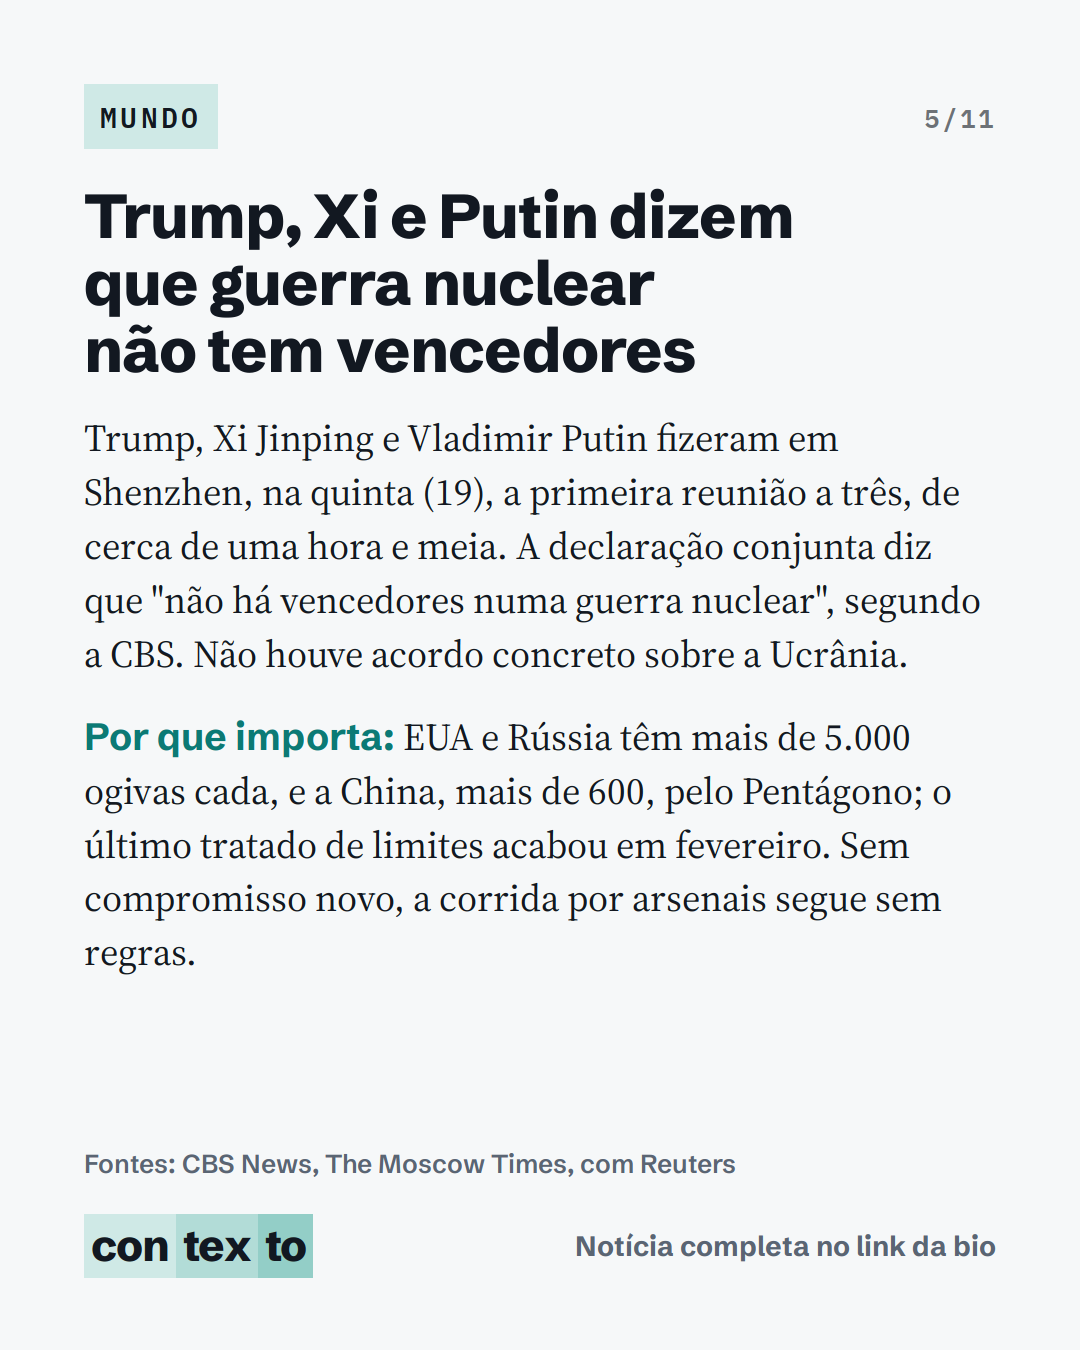 MUNDO
5/11
Trump, Xi e Putin dizem
que guerra nuclear
não tem vencedores
Trump, Xi Jinping e Vladimir Putin fizeram em
Shenzhen, na quinta (19), a primeira reunião a três, de
cerca de uma hora e meia. A declaração conjunta diz
que "não há vencedores numa guerra nuclear", segundo
a CBS. Não houve acordo concreto sobre a Ucrânia.
Por que importa: EUA e Rússia têm mais de 5.000
ogivas cada, e a China, mais de 600, pelo Pentágono; o
último tratado de limites acabou em fevereiro. Sem
compromisso novo, a corrida por arsenais segue sem
regras.
Fontes: CBS News, The Moscow Times, com Reuters
contexto
Notícia completa no link da bio